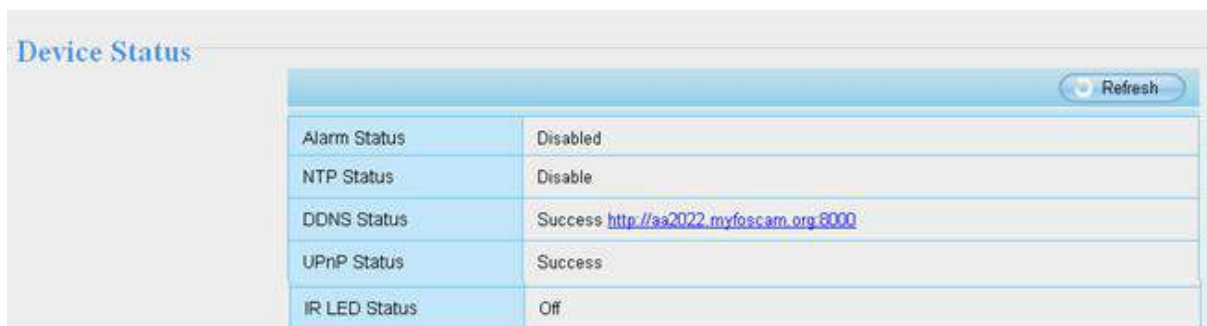 Device Status
Refresh
Alarm Status Disabled
NTP Status Disable
DDNS Status Success http://aa2022.myfoscam.org:8000
UPnP Status Success
IR LED Status Off